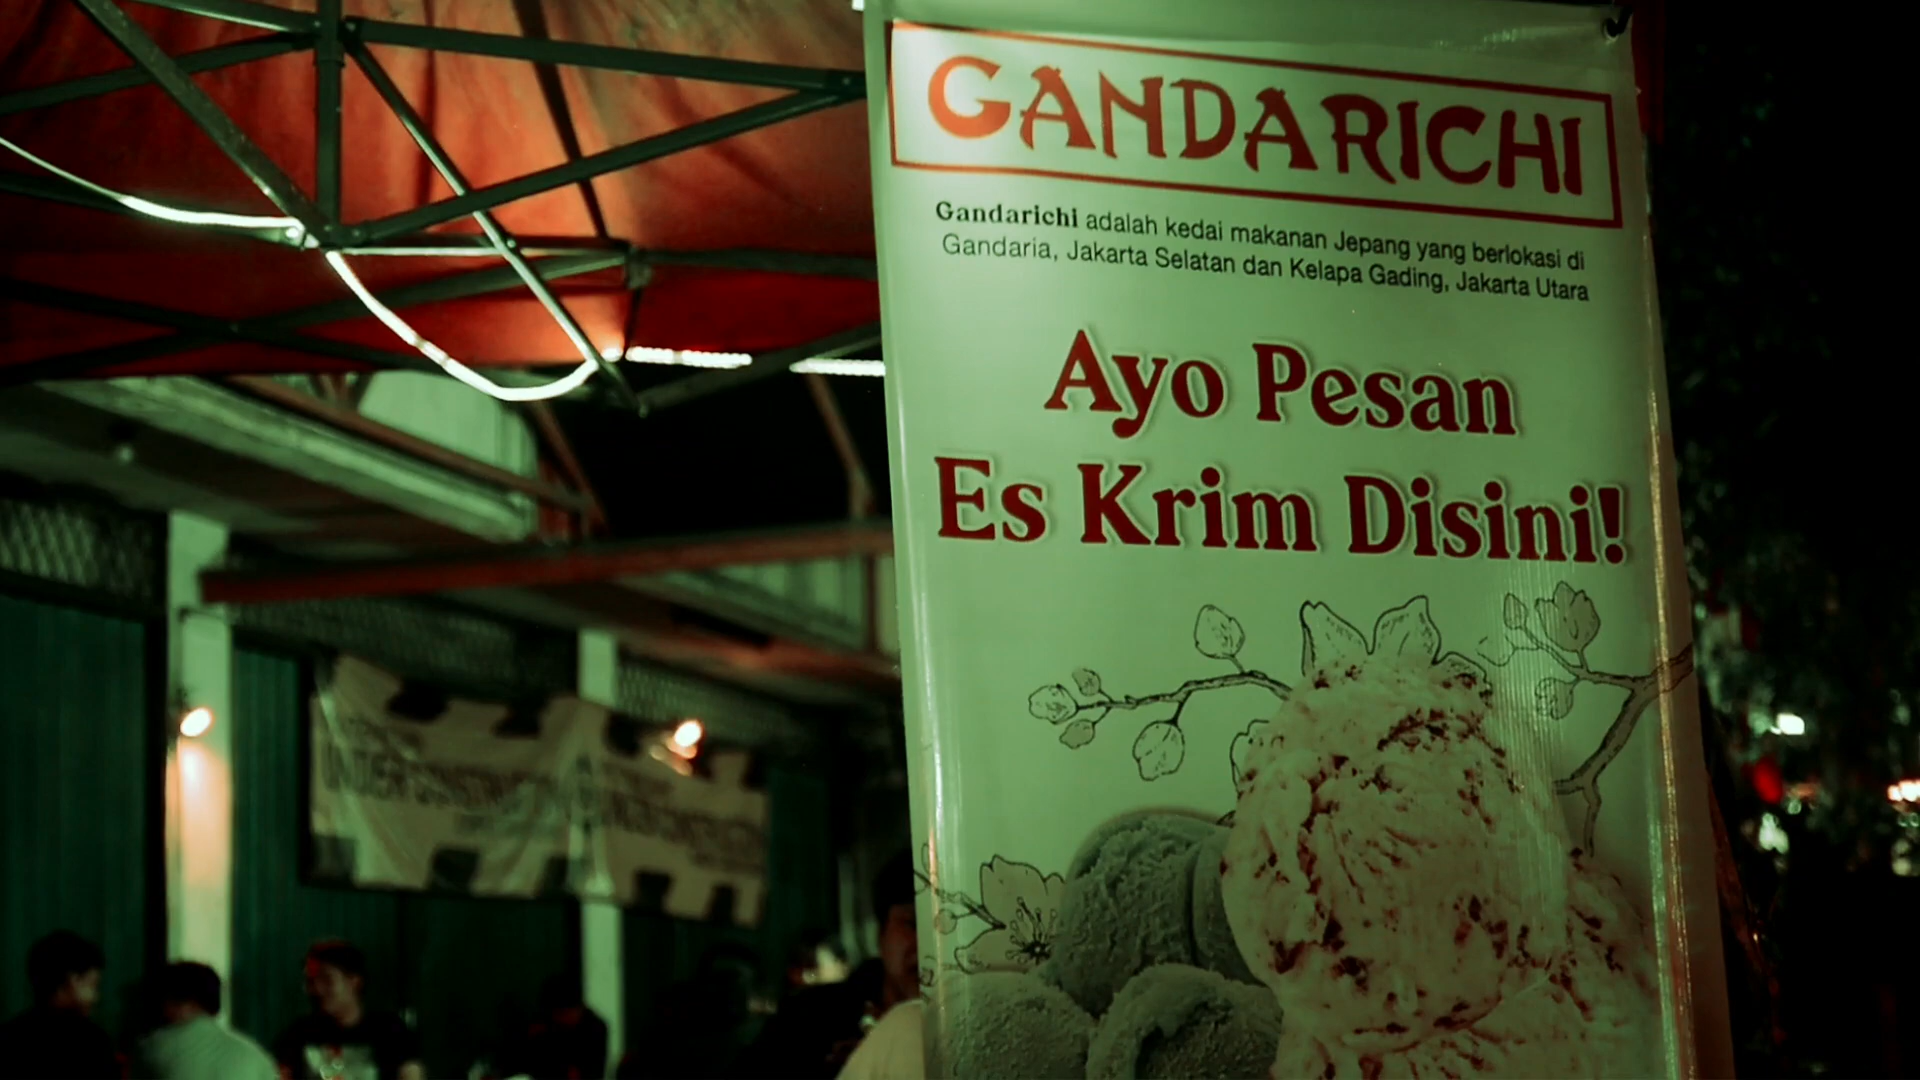 GANDARICHI
Gandarichi adalah kedai makanan Jepang yang berlokasi di
Gandaria, Jakarta Selatan dan Kelapa Gading, Jakarta Utara
Ayo Pesan
Es Krim Disini!